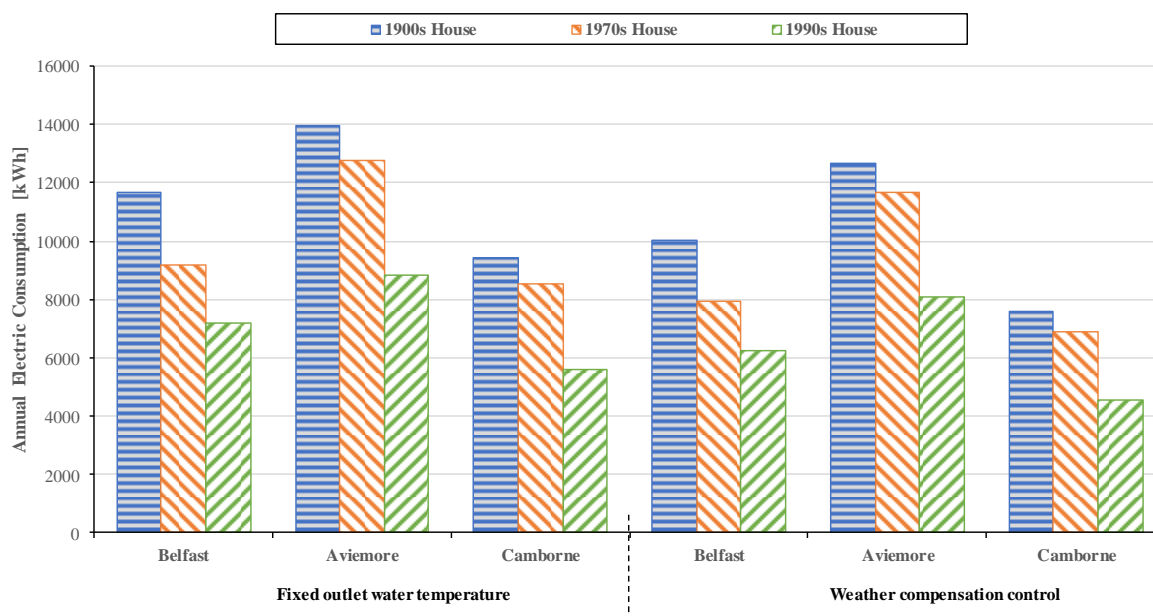 1900s House 1970s House 1990s House
Annual Electric Consumption [kWh]
16000
14000
12000
10000
8000
6000
4000
2000
0
Belfast Aviemore Camborne Belfast Aviemore Camborne
Fixed outlet water temperature Weather compensation control